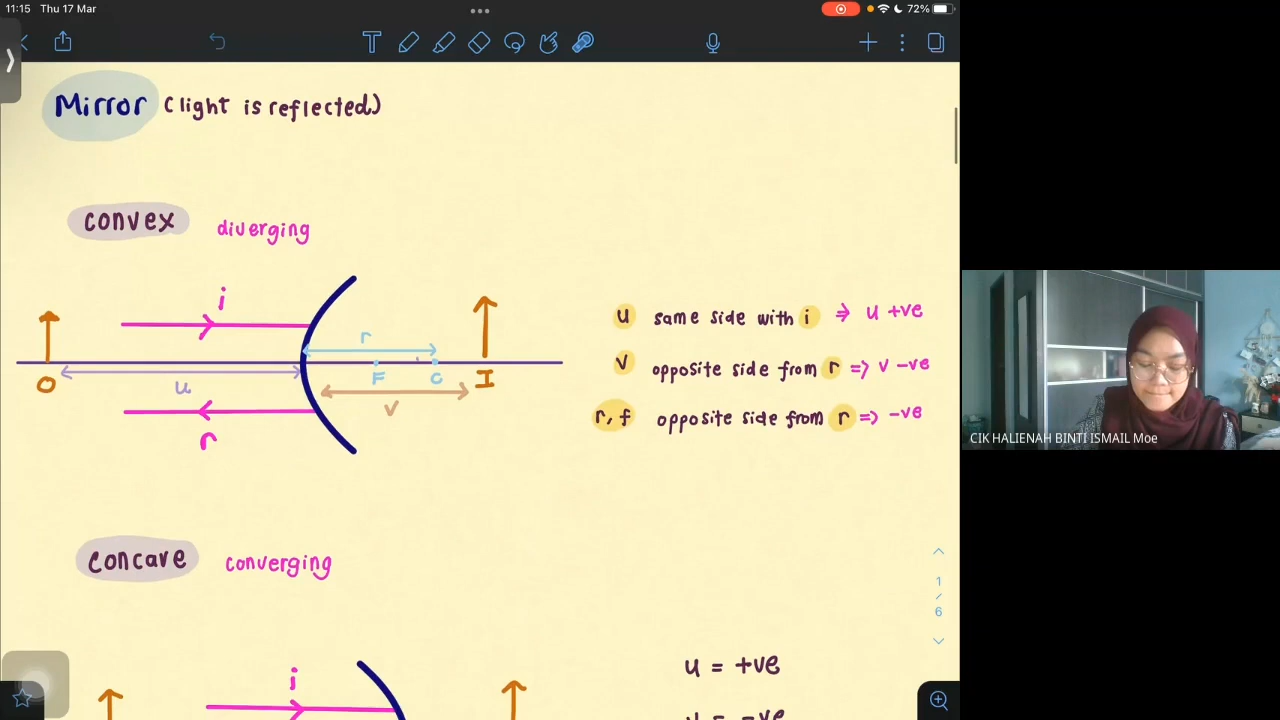 11:15 Thu 17 Mar
72%
T
Mirror (light is reflected)
convex diverging
i
r
O
u
F
C
I
v
r
u same side with i ⇒ u +ve
v opposite side from r => v -ve
r, f opposite side from r => -ve
CIK HALIENAH BINTI ISMAIL Moe
concave converging
1
/
6
i
u = +ve
v = -ve